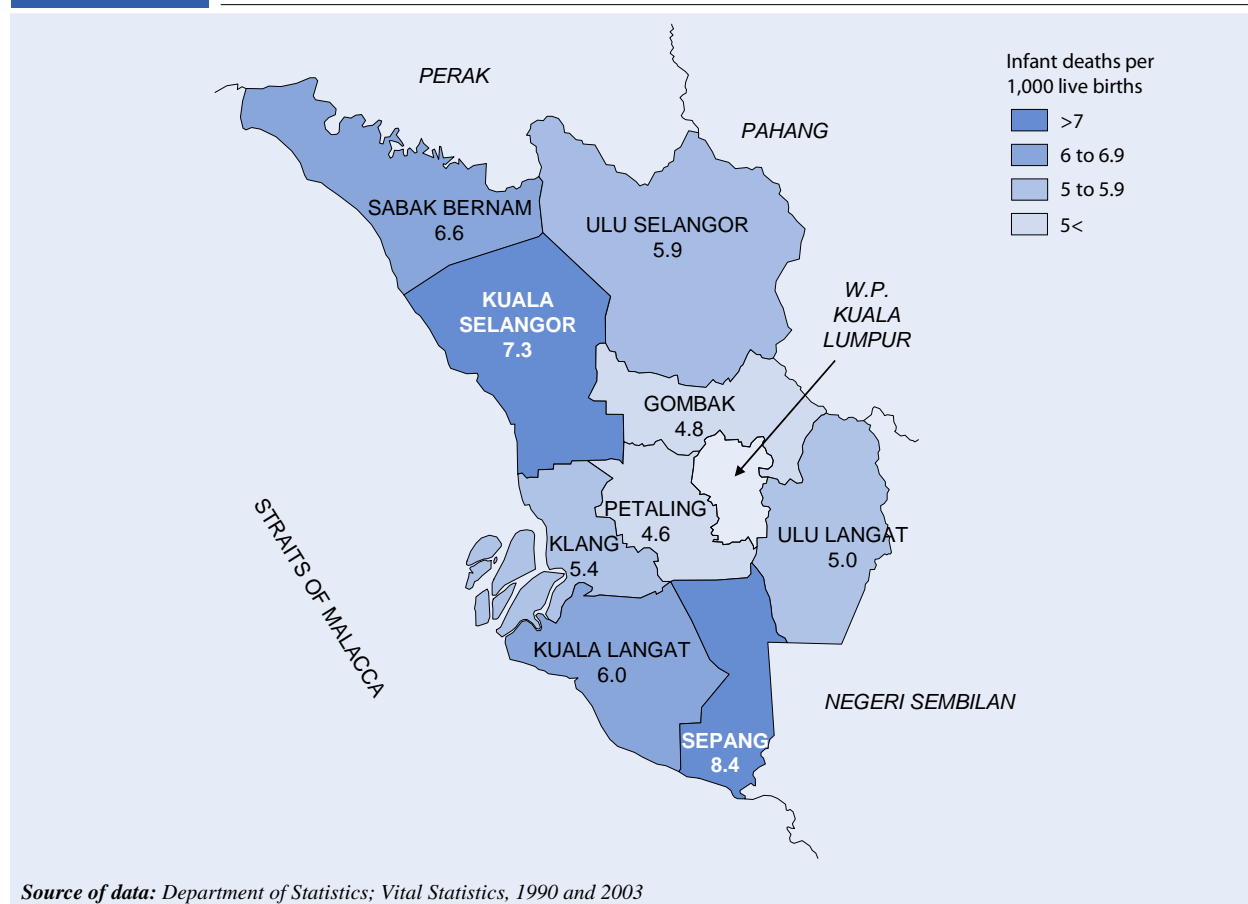 PERAK
PAHANG
Infant deaths per
1,000 live births
>7
6 to 6.9
5 to 5.9
5<
SABAK BERNAM
6.6
ULU SELANGOR
5.9
KUALA
SELANGOR
7.3
W.P.
KUALA
LUMPUR
GOMBAK
4.8
PETALING
4.6
KLANG
5.4
ULU LANGAT
5.0
STRAITS OF MALACCA
KUALA LANGAT
6.0
NEGERI SEMBILAN
SEPANG
8.4
Source of data: Department of Statistics; Vital Statistics, 1990 and 2003